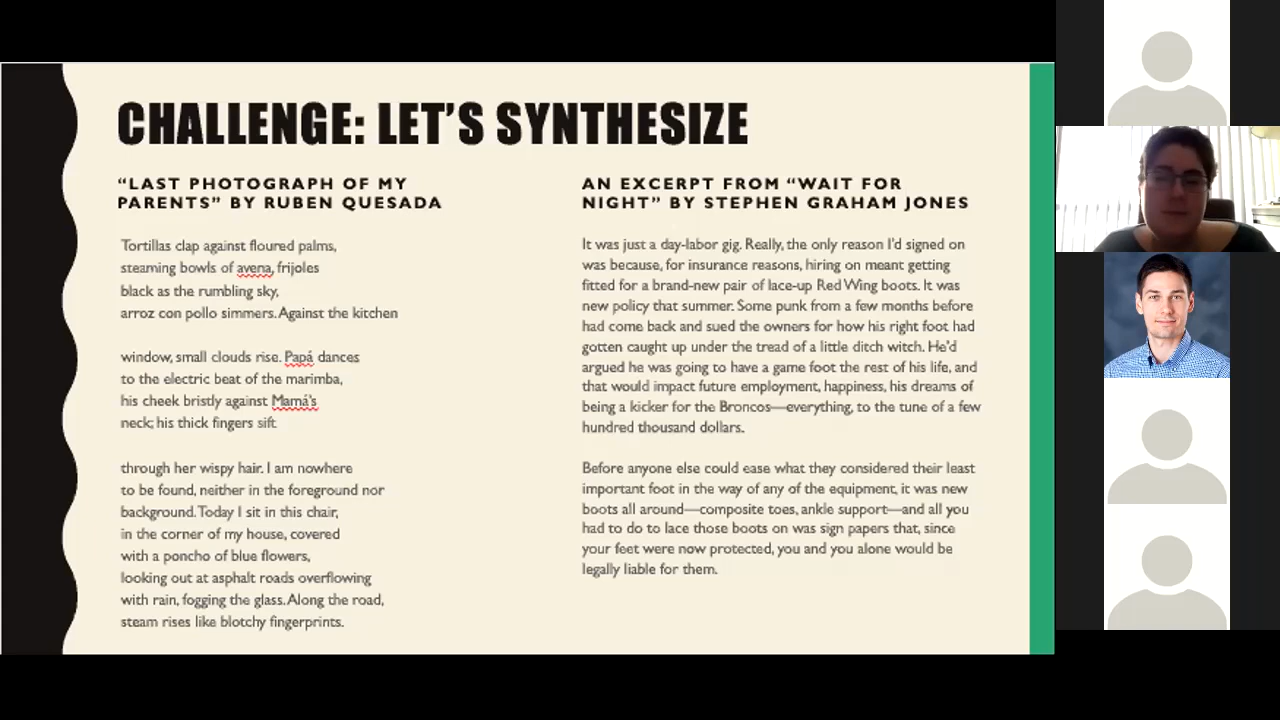 CHALLENGE: LET'S SYNTHESIZE
“LAST PHOTOGRAPH OF MY
PARENTS” BY RUBEN QUESADA
Tortillas clap against floured palms,
steaming bowls of avena, frijoles
black as the rumbling sky,
arroz con pollo simmers. Against the kitchen
window, small clouds rise. Papá dances
to the electric beat of the marimba,
his cheek bristly against Mamá's
neck; his thick fingers sift
through her wispy hair. I am nowhere
to be found, neither in the foreground nor
background. Today I sit in this chair,
in the corner of my house, covered
with a poncho of blue flowers,
looking out at asphalt roads overflowing
with rain, fogging the glass. Along the road,
steam rises like blotchy fingerprints.
AN EXCERPT FROM “WAIT FOR
NIGHT” BY STEPHEN GRAHAM JONES
It was just a day-labor gig. Really, the only reason I'd signed on
was because, for insurance reasons, hiring on meant getting
fitted for a brand-new pair of lace-up Red Wing boots. It was
new policy that summer. Some punk from a few months before
had come back and sued the owners for how his right foot had
gotten caught up under the tread of a little ditch witch. He'd
argued he was going to have a game foot the rest of his life, and
that would impact future employment, happiness, his dreams of
being a kicker for the Broncos—everything, to the tune of a few
hundred thousand dollars.
Before anyone else could ease what they considered their least
important foot in the way of any of the equipment, it was new
boots all around—composite toes, ankle support—and all you
had to do to lace those boots on was sign papers that, since
your feet were now protected, you and you alone would be
legally liable for them.